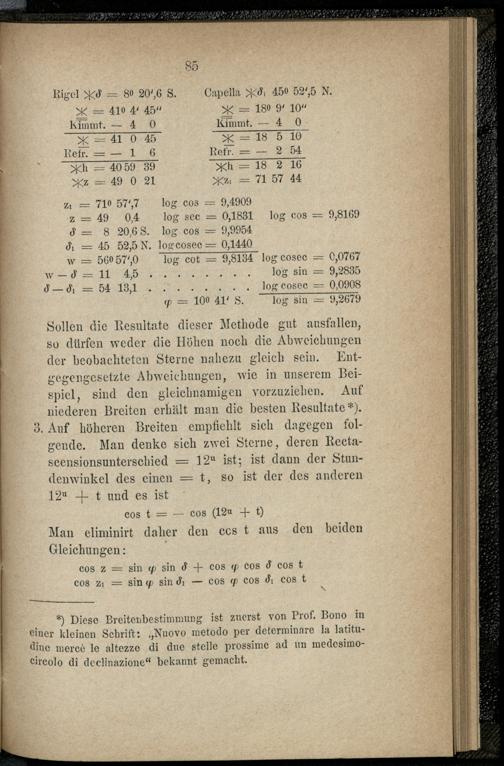 85
Rigel ⚹δ = 8° 20′,6 S. Capella ⚹δ₁ 45° 52′,5 N.
⚹ = 41° 4′ 45″ ⚹ = 18° 9′ 10″
Kimmt. — 4 0 Kimmt. — 4 0
⚹ = 41 0 45 ⚹ = 18 5 10
Refr. = — 1 6 Refr. = — 2 54
⚹h = 40 59 39 ⚹h = 18 2 16
⚹z = 49 0 21 ⚹z₁ = 71 57 44
z₁ = 71° 57′,7 log cos = 9,4909
z = 49 0,4 log sec = 0,1831 log cos = 9,8169
δ = 8 20,6 S. log cos = 9,9954
δ₁ = 45 52,5 N. log cosec = 0,1440
w = 56° 57′,0 log cot = 9,8134 log cosec = 0,0767
w — δ = 11 4,5 . . . . . . . . log sin = 9,2835
δ — δ₁ = 54 13,1 . . . . . . . . log cosec = 0,0908
φ = 10° 41′ S. log sin = 9,2679
Sollen die Resultate dieser Methode gut ausfallen,
so dürfen weder die Höhen noch die Abweichungen
der beobachteten Sterne nahezu gleich sein. Ent-
gegengesetzte Abweichungen, wie in unserem Bei-
spiel, sind den gleichnamigen vorzuziehen. Auf
niederen Breiten erhält man die besten Resultate*).
3. Auf höheren Breiten empfiehlt sich dagegen fol-
gende. Man denke sich zwei Sterne, deren Recta-
scensionsunterschied = 12ᵘ ist; ist dann der Stun-
denwinkel des einen = t, so ist der des anderen
12ᵘ + t und es ist
cos t = — cos (12ᵘ + t)
Man eliminirt daher den cos t aus den beiden
Gleichungen:
cos z = sin φ sin δ + cos φ cos δ cos t
cos z₁ = sin φ sin δ₁ — cos φ cos δ₁ cos t
*) Diese Breitenbestimmung ist zuerst von Prof. Bono in
einer kleinen Schrift: „Nuovo metodo per determinare la latitu-
dine mercè le altezze di due stelle prossime ad un medesimo-
circolo di declinazione“ bekannt gemacht.